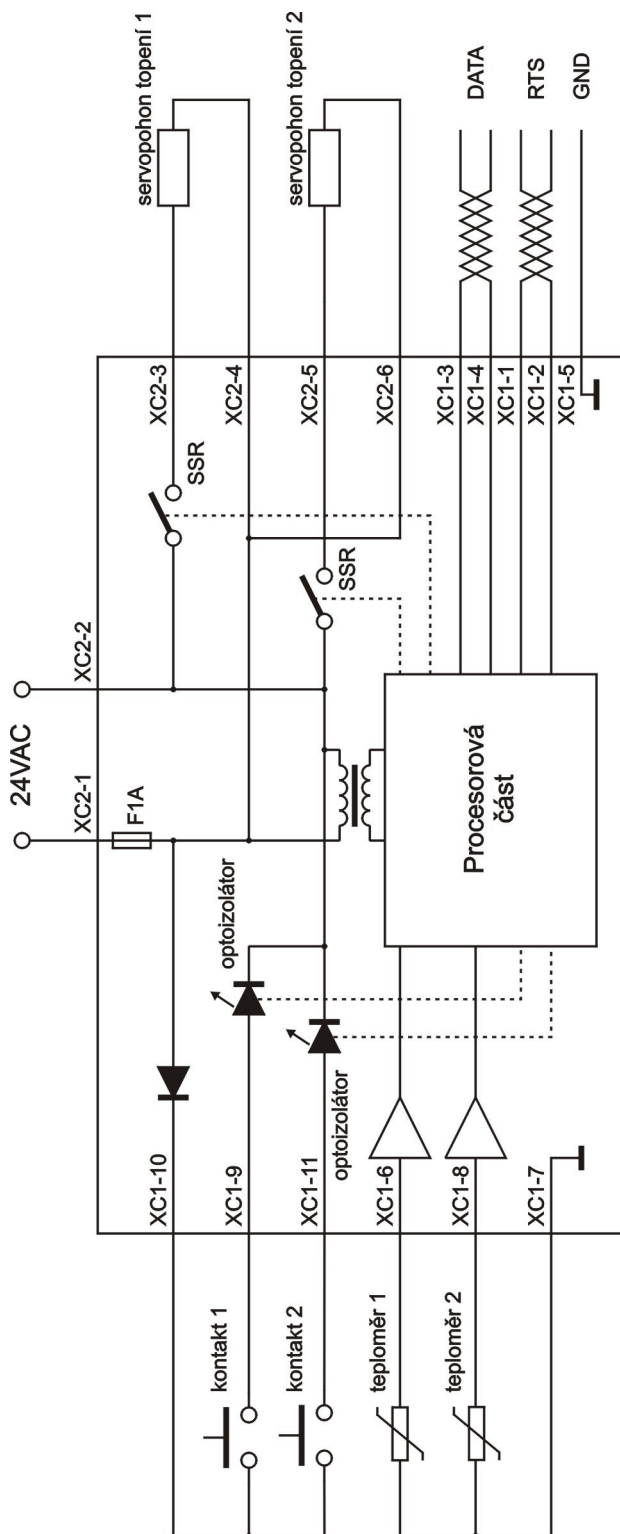 24VAC
XC2-1
XC2-2
F1A
XC1-10
XC1-9
XC1-11
XC1-6
XC1-8
XC1-7
kontakt 1
kontakt 2
teploměr 1
teploměr 2
optoizolátor
optoizolátor
Procesorová
část
SSR
SSR
XC2-3
XC2-4
XC2-5
XC2-6
XC1-3
XC1-4
XC1-1
XC1-2
XC1-5
servopohon topení 1
servopohon topení 2
DATA
RTS
GND